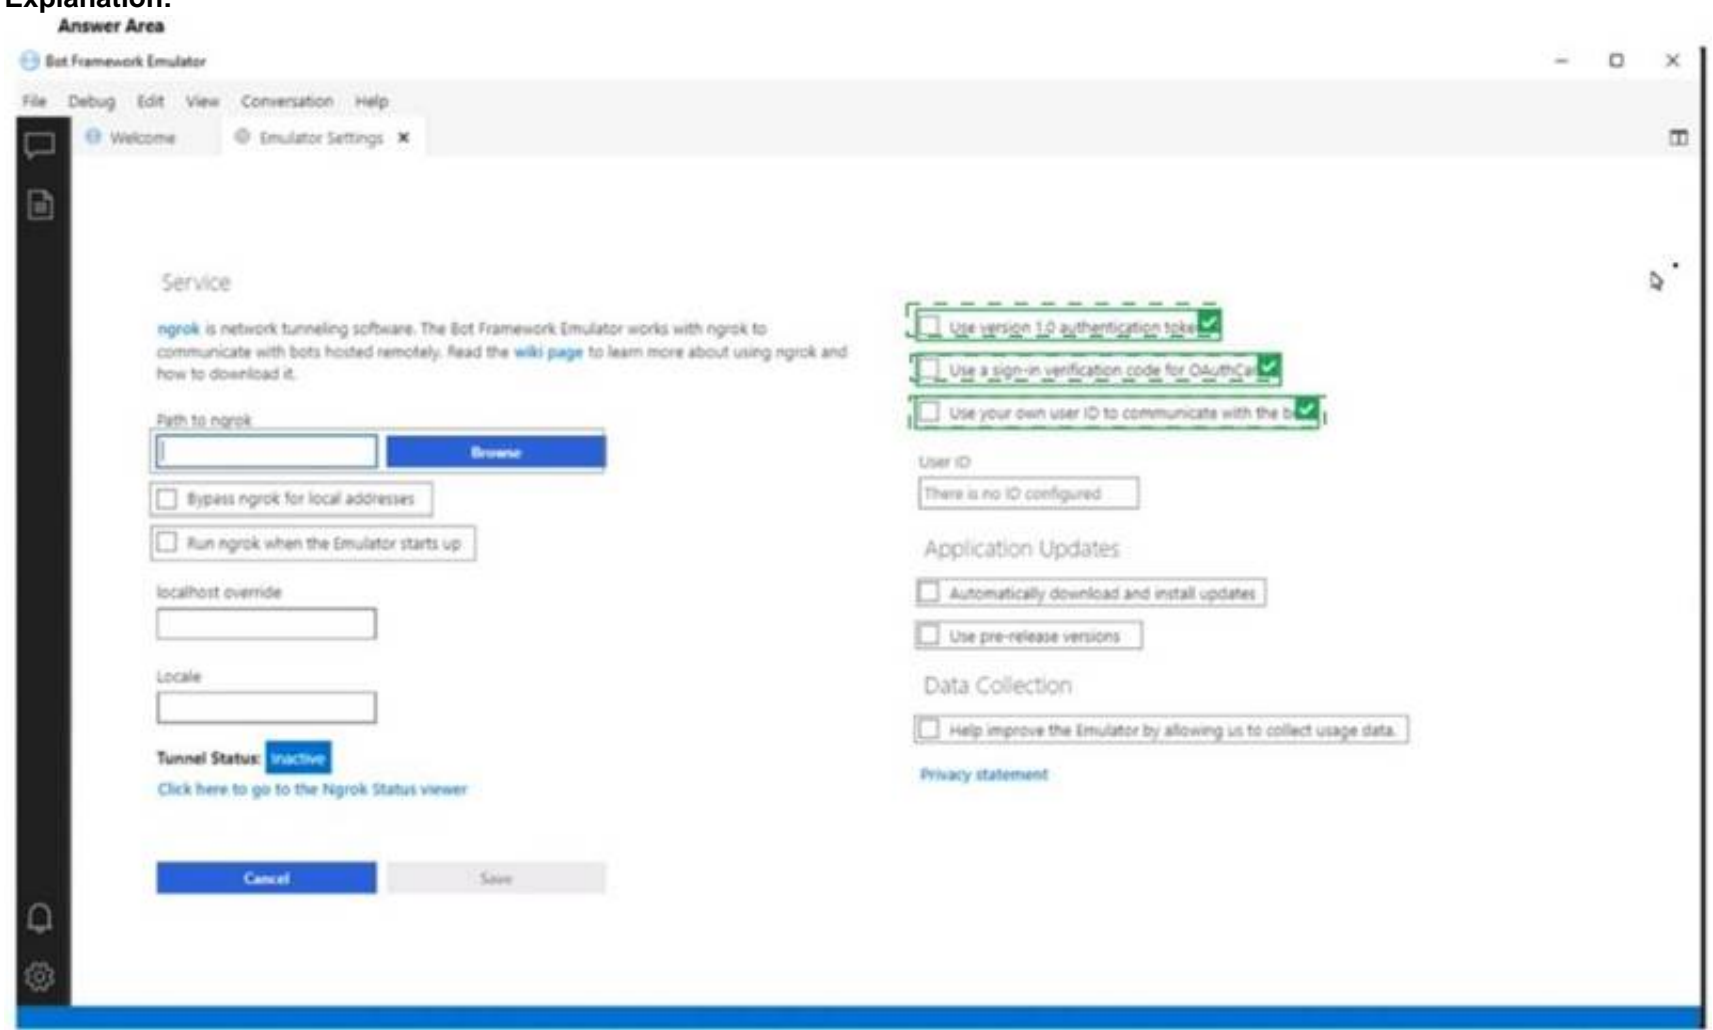 Explanation:
Answer Area
Bot Framework Emulator
File Debug Edit View Conversation Help
Welcome
Emulator Settings
Service
ngrok is network tunneling software. The Bot Framework Emulator works with ngrok to
communicate with bots hosted remotely. Read the wiki page to learn more about using ngrok and
how to download it.
Path to ngrok
Browse
Bypass ngrok for local addresses
Run ngrok when the Emulator starts up
localhost override
Locale
Tunnel Status: Inactive
Click here to go to the Ngrok Status viewer
Cancel
Save
Use version 1.0 authentication toke
Use a sign-in verification code for OAuthCa
Use your own user ID to communicate with the b
User ID
There is no ID configured
Application Updates
Automatically download and install updates
Use pre-release versions
Data Collection
Help improve the Emulator by allowing us to collect usage data.
Privacy statement